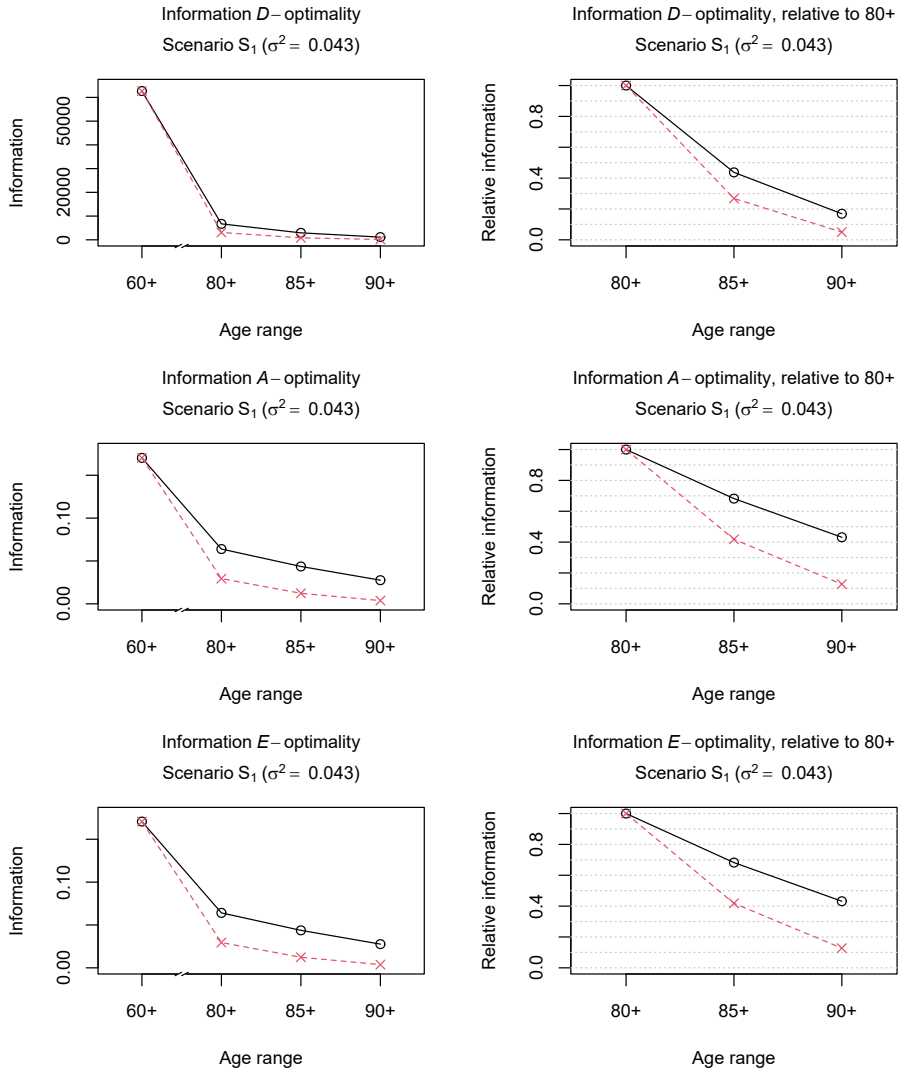 Information D− optimality
Scenario S1 (σ2 = 0.043)
Information
50000
20000
0
60+ 80+ 85+ 90+
Age range
Information D− optimality, relative to 80+
Scenario S1 (σ2 = 0.043)
Relative information
0.8
0.4
0.0
80+ 85+ 90+
Age range
Information A− optimality
Scenario S1 (σ2 = 0.043)
Information
0.10
0.00
60+ 80+ 85+ 90+
Age range
Information A− optimality, relative to 80+
Scenario S1 (σ2 = 0.043)
Relative information
0.8
0.4
0.0
80+ 85+ 90+
Age range
Information E− optimality
Scenario S1 (σ2 = 0.043)
Information
0.10
0.00
60+ 80+ 85+ 90+
Age range
Information E− optimality, relative to 80+
Scenario S1 (σ2 = 0.043)
Relative information
0.8
0.4
0.0
80+ 85+ 90+
Age range